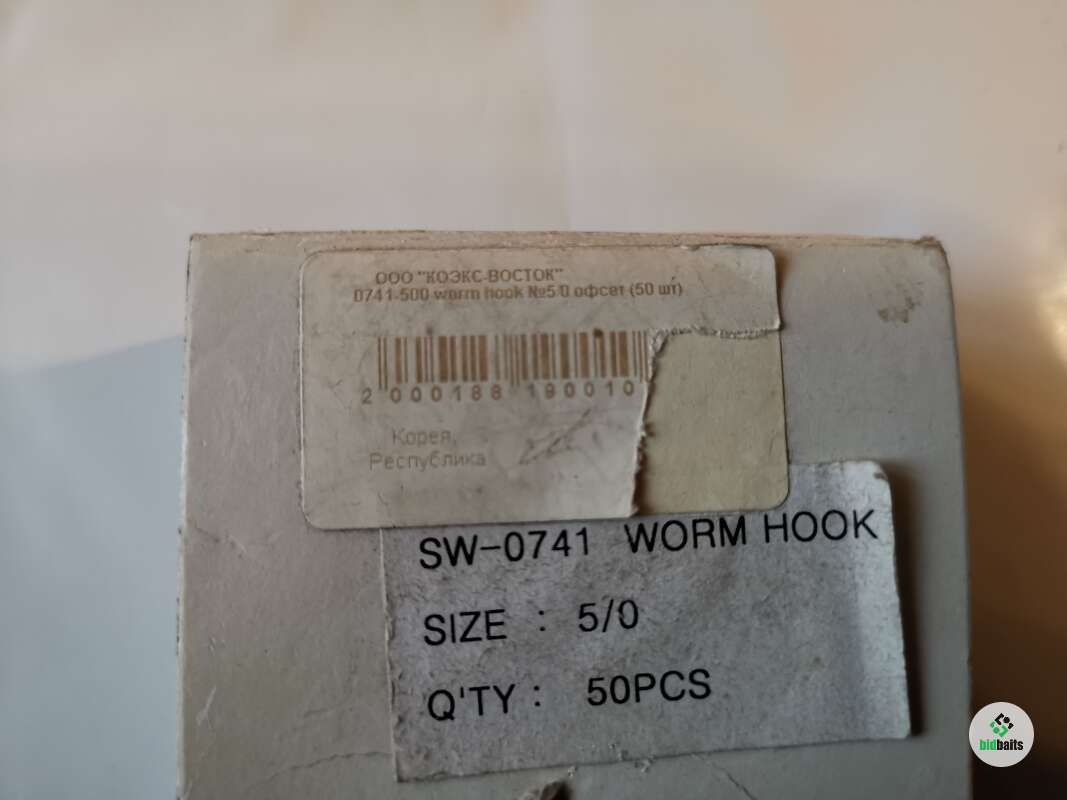 ООО "КОЭКС-ВОСТОК"
0741-500 worm hook №5/0 офсет (50 шт)
2 000188 190010
Корея,
Республика
SW-0741 WORM HOOK
SIZE : 5/0
Q'TY : 50PCS
bidbaits